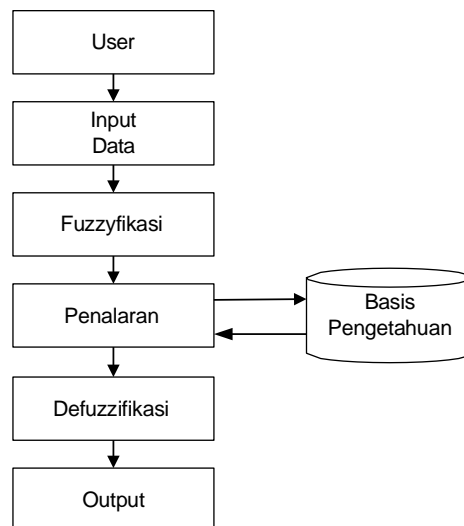 User
Input
Data
Fuzzyfikasi
Penalaran
Basis
Pengetahuan
Defuzzifikasi
Output